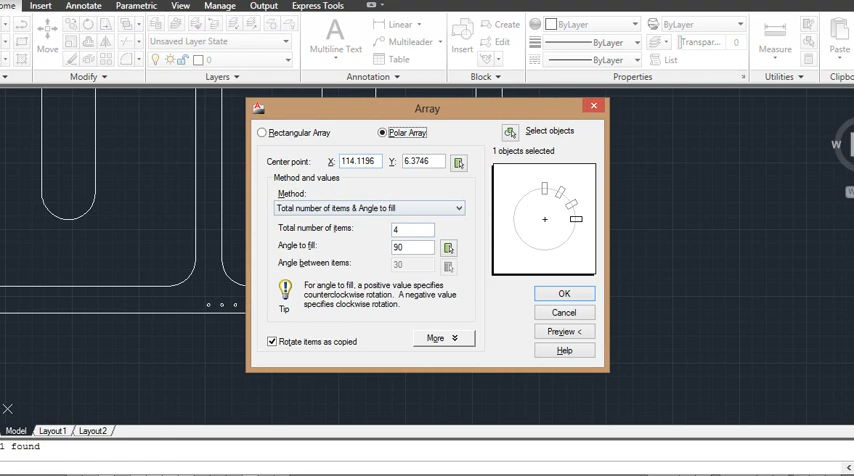 ome Insert Annotate Parametric View Manage Output Express Tools
Move
Modify
Unsaved Layer State
0
Layers
Multiline Text
Linear
Multileader
Table
Annotation
Insert
Create
Edit
Block
ByLayer
ByLayer
ByLayer
ByLayer
Transpar... 0
List
Properties
Measure
Utilities
Paste
Clipbo
Array
Rectangular Array
Polar Array
Select objects
1 objects selected
Center point: X: 114.1196 Y: 6.3746
Method and values
Method:
Total number of items & Angle to fill
Total number of items: 4
Angle to fill: 90
Angle between items: 30
For angle to fill, a positive value specifies
counterclockwise rotation. A negative value
specifies clockwise rotation.
Tip
Rotate items as copied
More
OK
Cancel
Preview <
Help
W
Model Layout1 Layout2
1 found